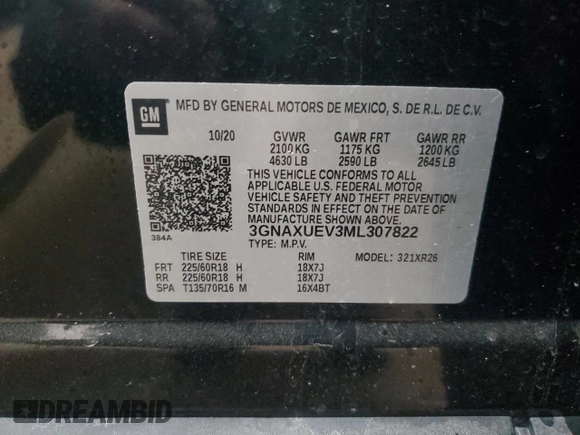 GM
MFD BY GENERAL MOTORS DE MEXICO, S. DE R.L. DE C.V.
10/20 GVWR GAWR FRT GAWR RR
2100 KG 1175 KG 1200 KG
4630 LB 2590 LB 2645 LB
THIS VEHICLE CONFORMS TO ALL
APPLICABLE U.S. FEDERAL MOTOR
VEHICLE SAFETY AND THEFT PREVENTION
STANDARDS IN EFFECT ON THE DATE OF
MANUFACTURE SHOWN ABOVE.
384A
3GNAXUEV3ML307822
TYPE: M.P.V. MODEL: 321XR26
TIRE SIZE RIM
FRT 225/60R18 H 18X7J
RR 225/60R18 H 18X7J
SPA T135/70R16 M 16X4BT
DREAMBID